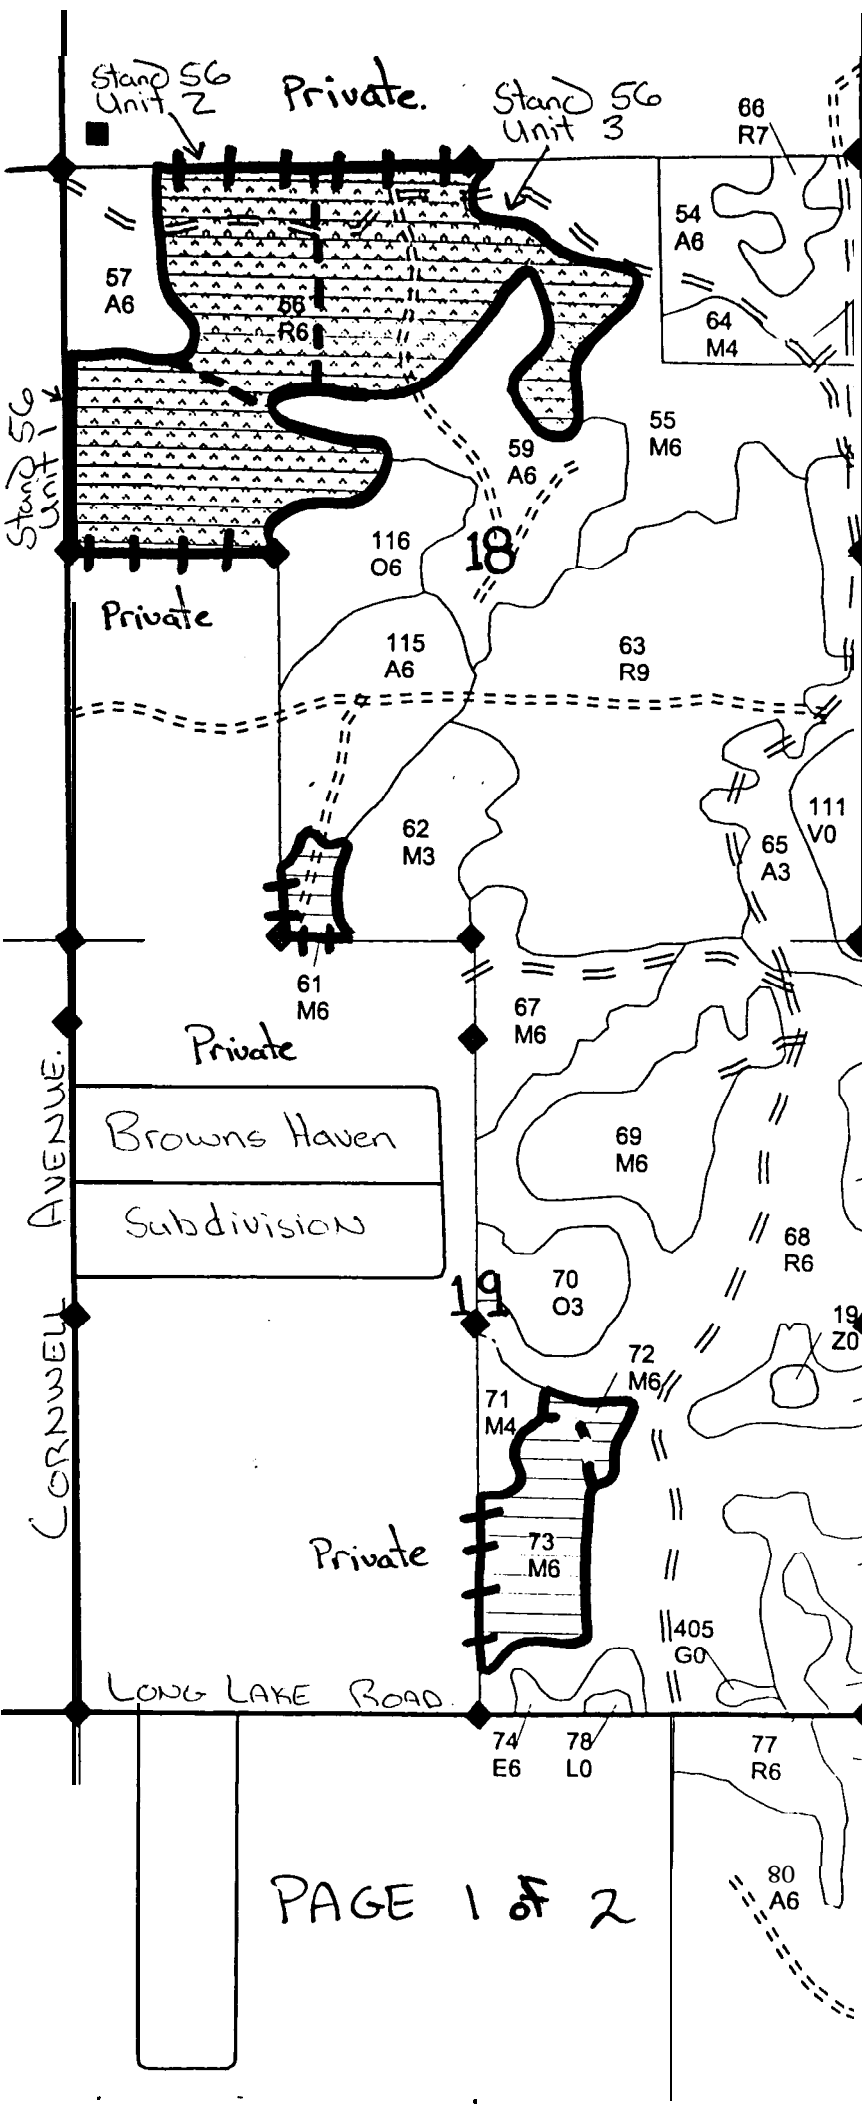 Stand 56
Unit 2
Private.
Stand 56
Unit 3
66
R7
54
A6
57
A6
56
R6
64
M4
Stand 56
Unit 1
55
M6
59
A6
116
O6
18
Private
115
A6
63
R9
62
M3
111
V0
65
A3
61
M6
67
M6
Private
Browns Haven
Subdivision
69
M6
68
R6
70
O3
19
19
Z0
72
M6
71
M4
CORNWELL AVENUE.
Private
73
M6
405
G0
LONG LAKE ROAD.
74
E6
78
L0
77
R6
80
A6
PAGE 1 of 2